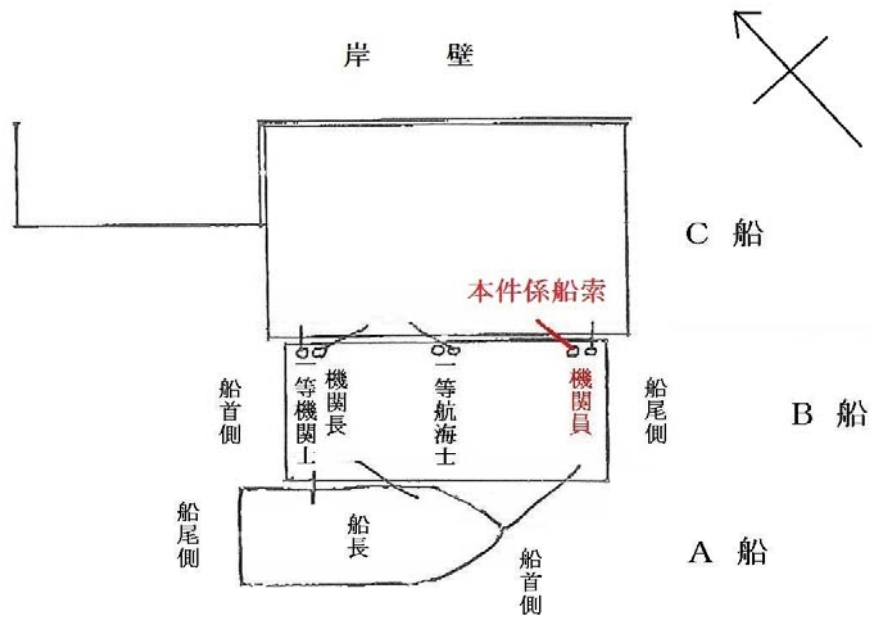 岸壁
C 船
本件係船索
船首側
一等機関士
機関長
一等航海士
機関員
船尾側
B 船
船尾側
船長
船首側
A 船